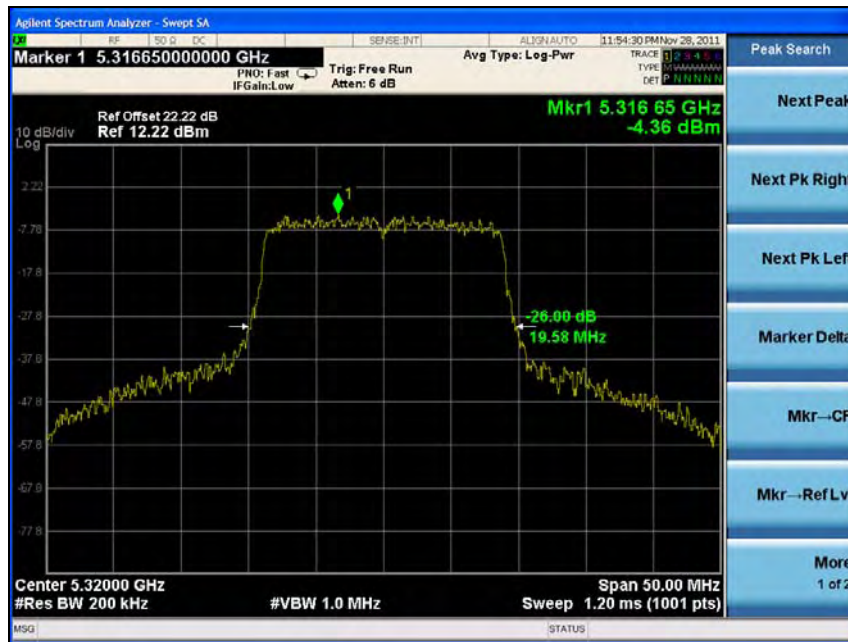 Agilent Spectrum Analyzer - Swept SA
RF 50 Ω DC SENSE:INT ALIGNAUTO 11:54:30 PM Nov 28, 2011
Marker 1 5.316650000000 GHz
PNO: Fast
IFGain:Low
Trig: Free Run
Atten: 6 dB
Avg Type: Log-Pwr
TRACE 1 2 3 4 5 6
TYPE M
DET P N N N N N
Peak Search
Mkr1 5.316 65 GHz
-4.36 dBm
Ref Offset 22.22 dB
10 dB/div Ref 12.22 dBm
Log
2.22
-7.78
-17.8
-27.8
-37.8
-47.8
-57.8
-67.8
-77.8
1
-26.00 dB
19.58 MHz
Center 5.32000 GHz Span 50.00 MHz
#Res BW 200 kHz #VBW 1.0 MHz Sweep 1.20 ms (1001 pts)
MSG STATUS
Next Peak
Next Pk Right
Next Pk Left
Marker Delta
Mkr→CF
Mkr→Ref Lv
More
1 of 2